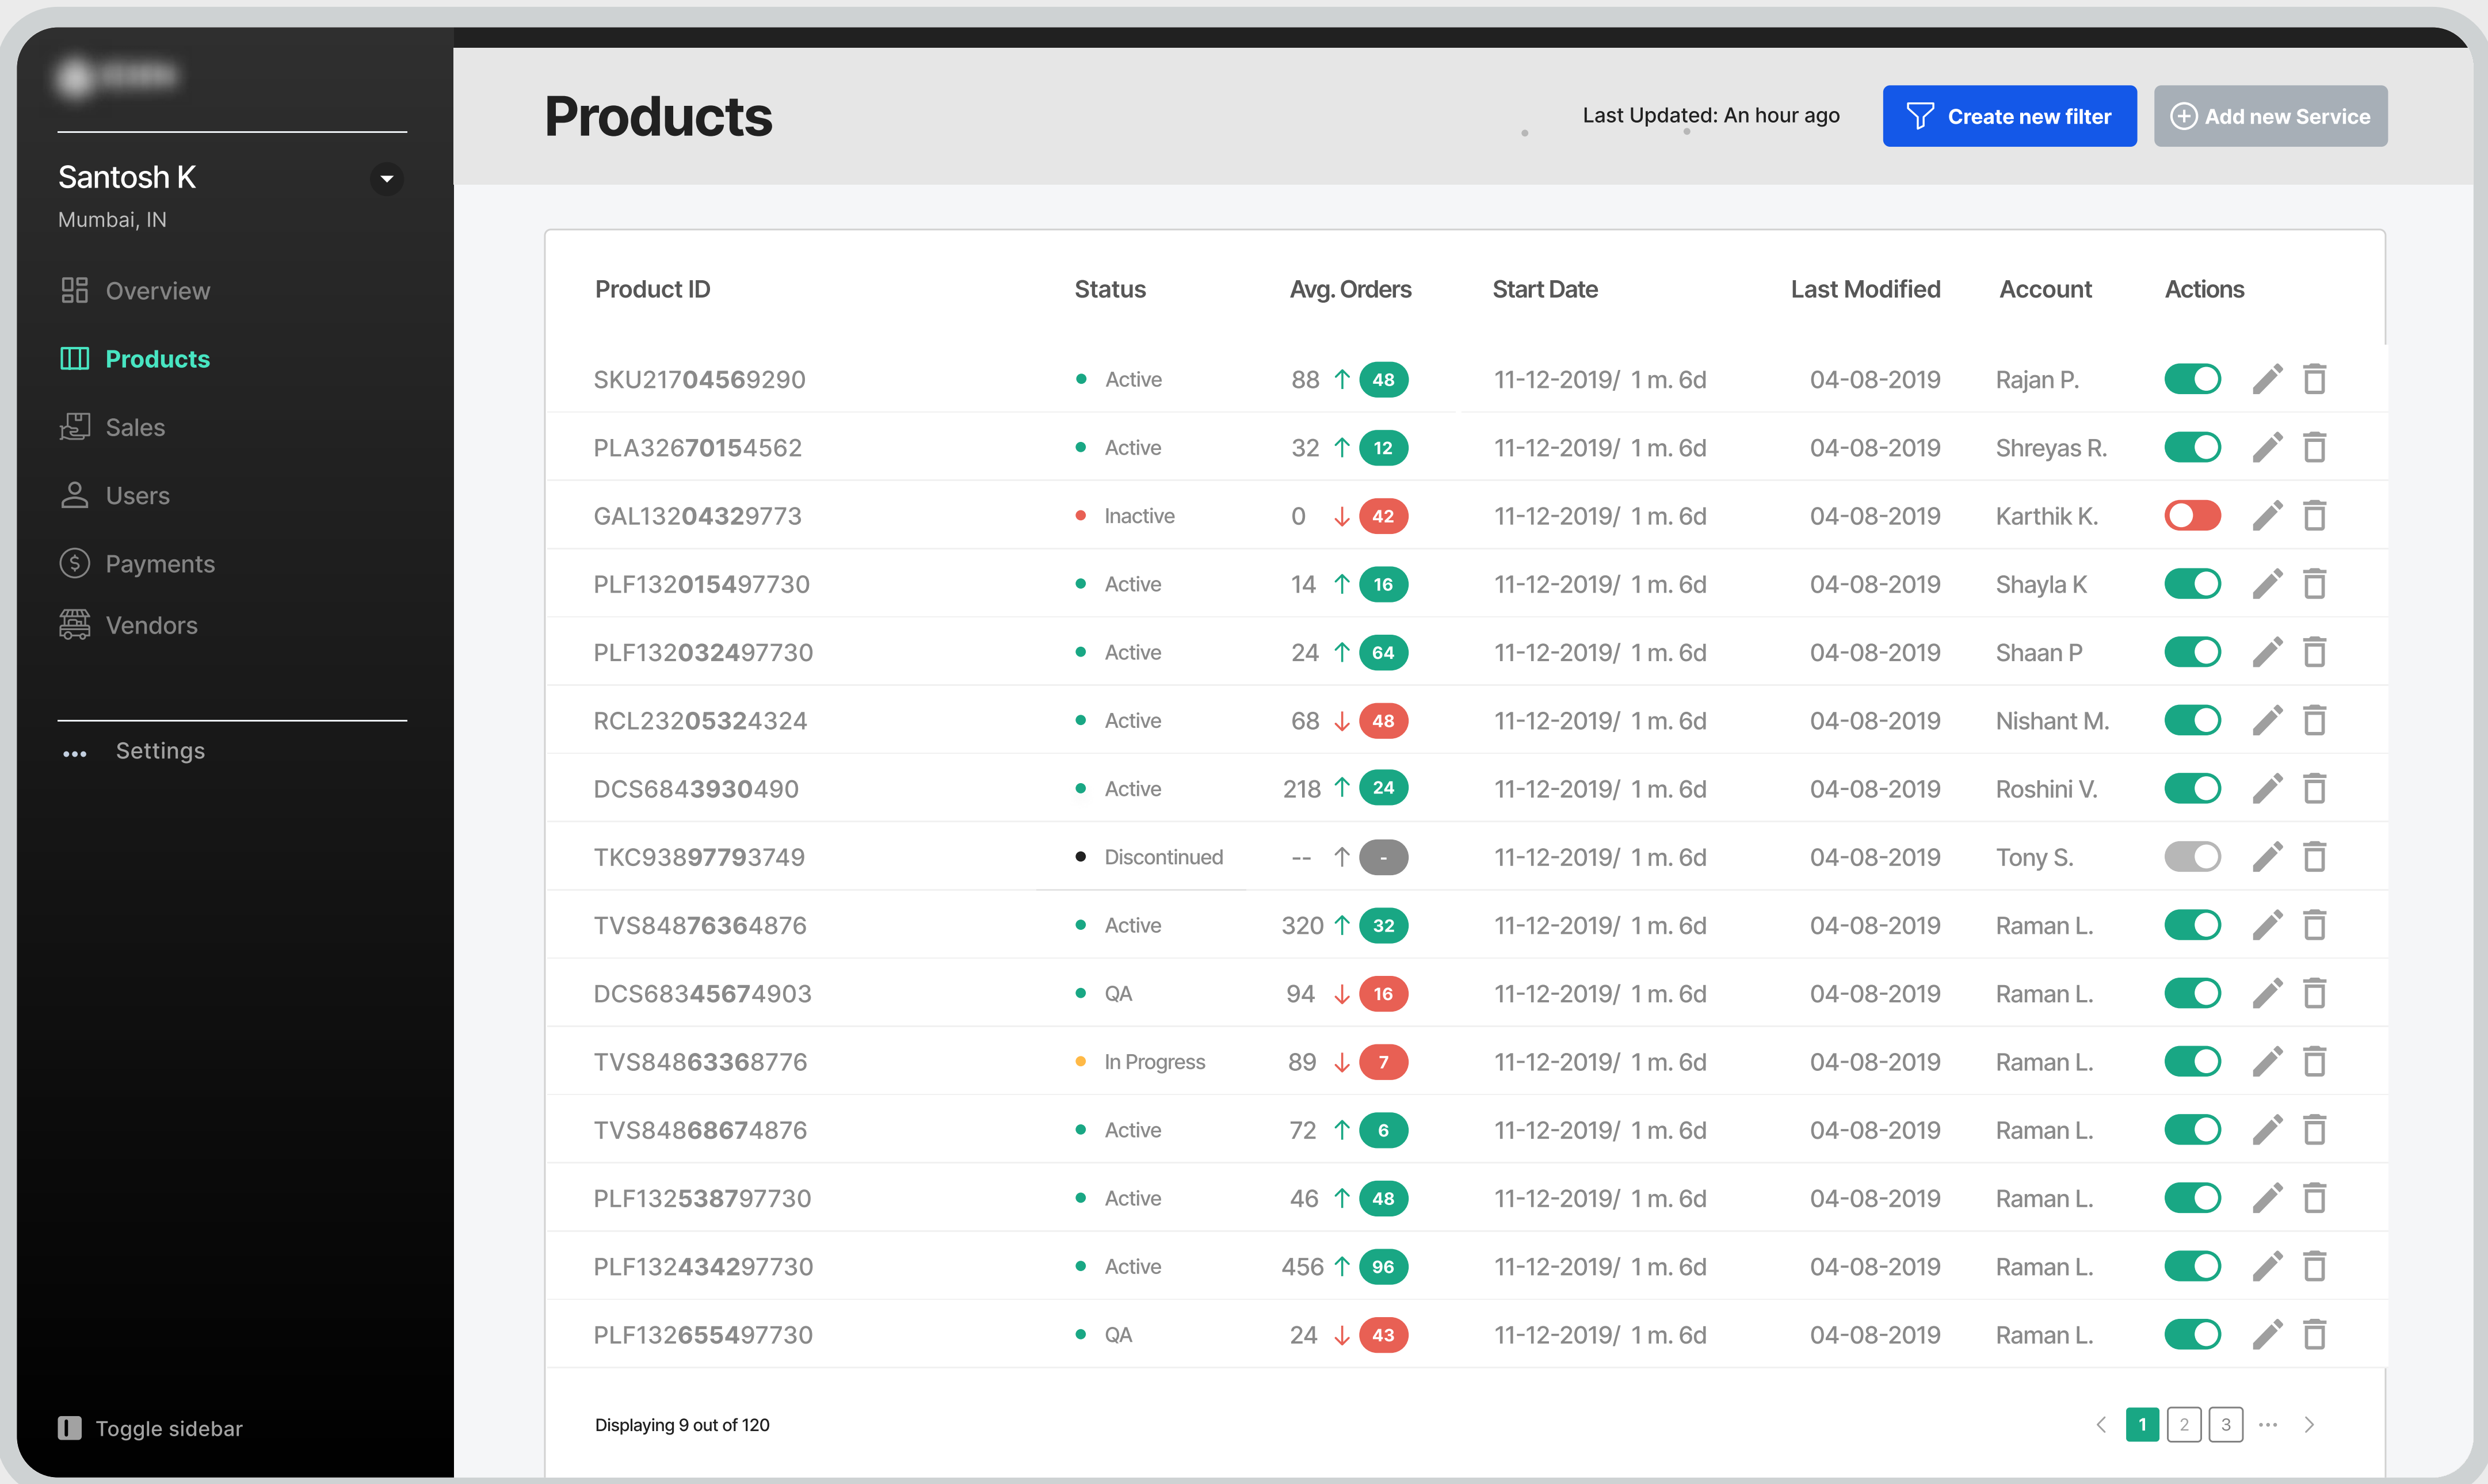 Santosh K
Mumbai, IN
Overview
Products
Sales
Users
Payments
Vendors
Settings
Toggle sidebar
Products
Last Updated: An hour ago
Create new filter
Add new Service
Product ID Status Avg. Orders Start Date Last Modified Account Actions
SKU21704569290 Active 88 48 11-12-2019/ 1 m. 6d 04-08-2019 Rajan P.
PLA32670154562 Active 32 12 11-12-2019/ 1 m. 6d 04-08-2019 Shreyas R.
GAL13204329773 Inactive 0 42 11-12-2019/ 1 m. 6d 04-08-2019 Karthik K.
PLF132015497730 Active 14 16 11-12-2019/ 1 m. 6d 04-08-2019 Shayla K
PLF132032497730 Active 24 64 11-12-2019/ 1 m. 6d 04-08-2019 Shaan P
RCL23205324324 Active 68 48 11-12-2019/ 1 m. 6d 04-08-2019 Nishant M.
DCS6843930490 Active 218 24 11-12-2019/ 1 m. 6d 04-08-2019 Roshini V.
TKC93897793749 Discontinued -- - 11-12-2019/ 1 m. 6d 04-08-2019 Tony S.
TVS84876364876 Active 320 32 11-12-2019/ 1 m. 6d 04-08-2019 Raman L.
DCS68345674903 QA 94 16 11-12-2019/ 1 m. 6d 04-08-2019 Raman L.
TVS84863368776 In Progress 89 7 11-12-2019/ 1 m. 6d 04-08-2019 Raman L.
TVS84868674876 Active 72 6 11-12-2019/ 1 m. 6d 04-08-2019 Raman L.
PLF132538797730 Active 46 48 11-12-2019/ 1 m. 6d 04-08-2019 Raman L.
PLF132434297730 Active 456 96 11-12-2019/ 1 m. 6d 04-08-2019 Raman L.
PLF132655497730 QA 24 43 11-12-2019/ 1 m. 6d 04-08-2019 Raman L.
Displaying 9 out of 120
1 2 3 ...